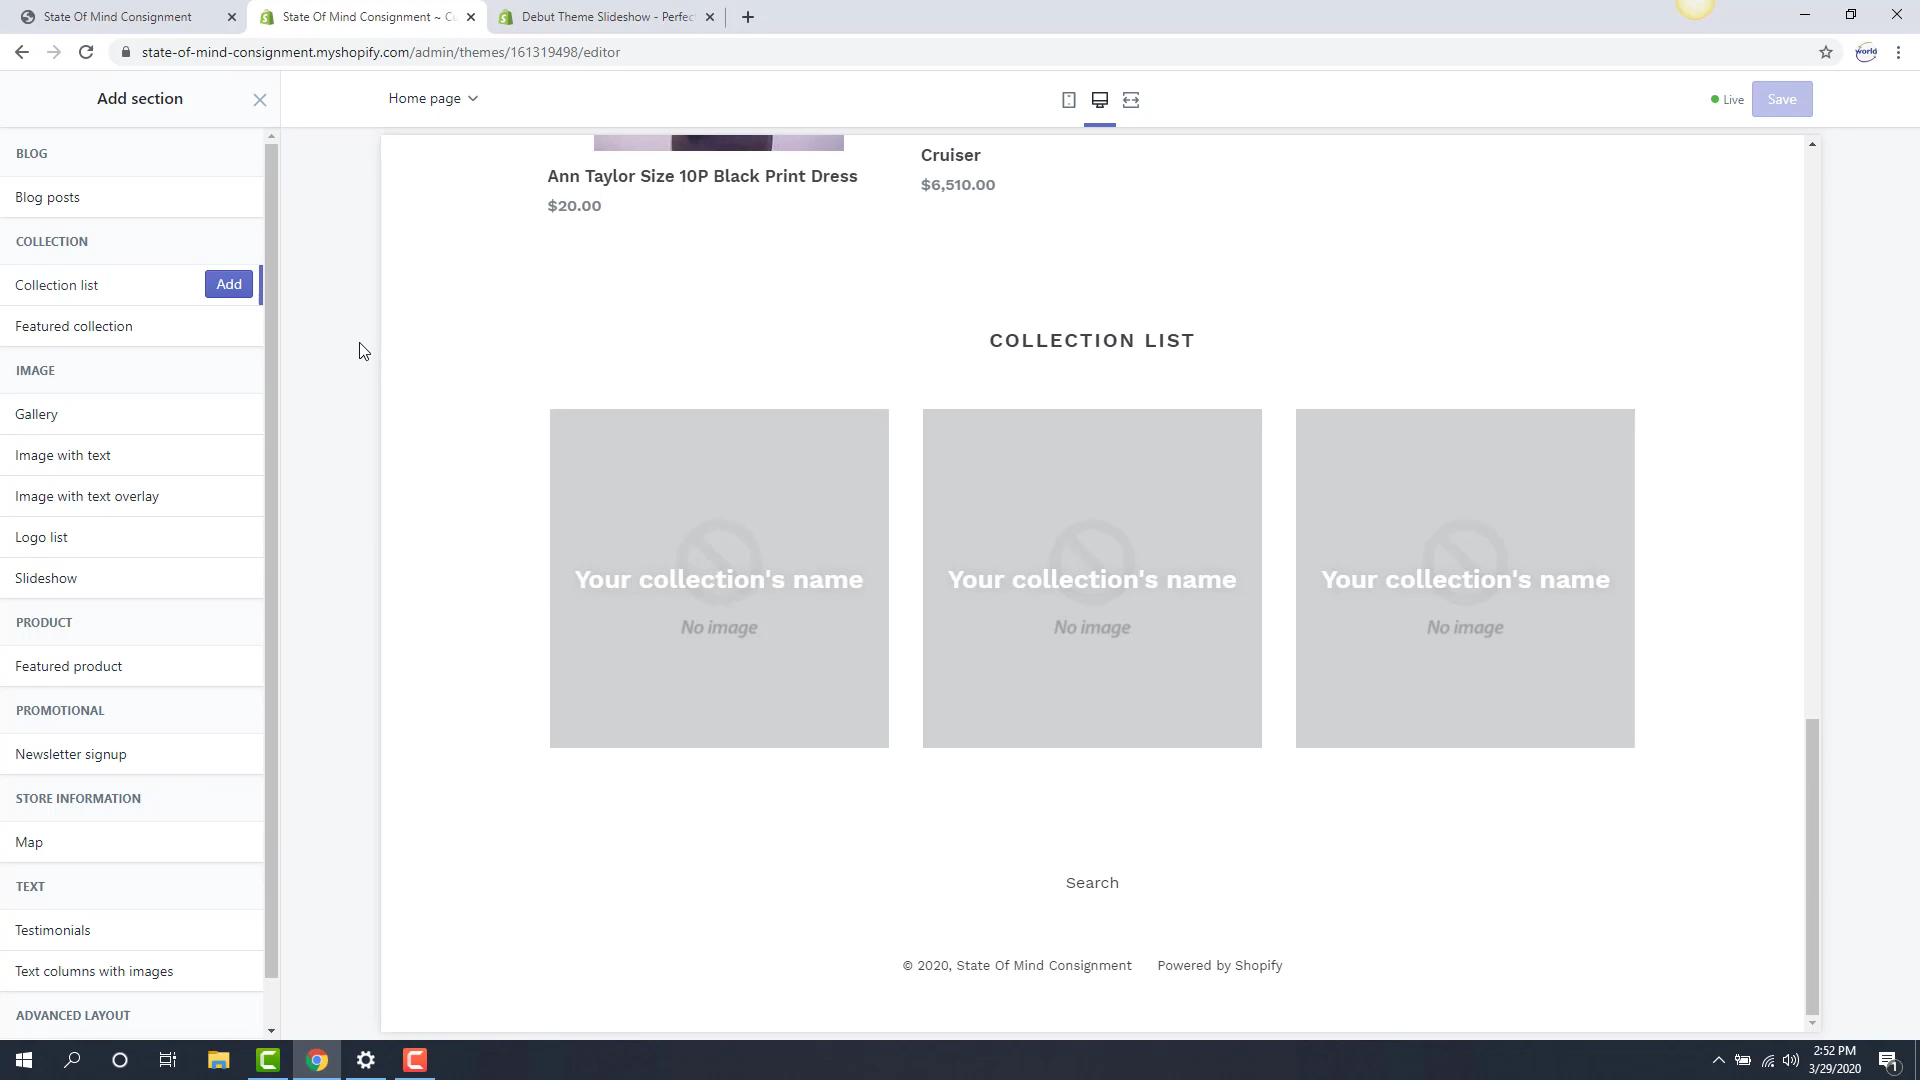 State Of Mind Consignment
State Of Mind Consignment ~ Cu
Debut Theme Slideshow - Perfec
state-of-mind-consignment.myshopify.com/admin/themes/161319498/editor
world
Add section
Home page
Live
Save
BLOG
Blog posts
COLLECTION
Collection list
Add
Featured collection
IMAGE
Gallery
Image with text
Image with text overlay
Logo list
Slideshow
PRODUCT
Featured product
PROMOTIONAL
Newsletter signup
STORE INFORMATION
Map
TEXT
Testimonials
Text columns with images
ADVANCED LAYOUT
Ann Taylor Size 10P Black Print Dress
$20.00
Cruiser
$6,510.00
COLLECTION LIST
Your collection's name
No image
Your collection's name
No image
Your collection's name
No image
Search
© 2020, State Of Mind Consignment
Powered by Shopify
2:52 PM
3/29/2020
1